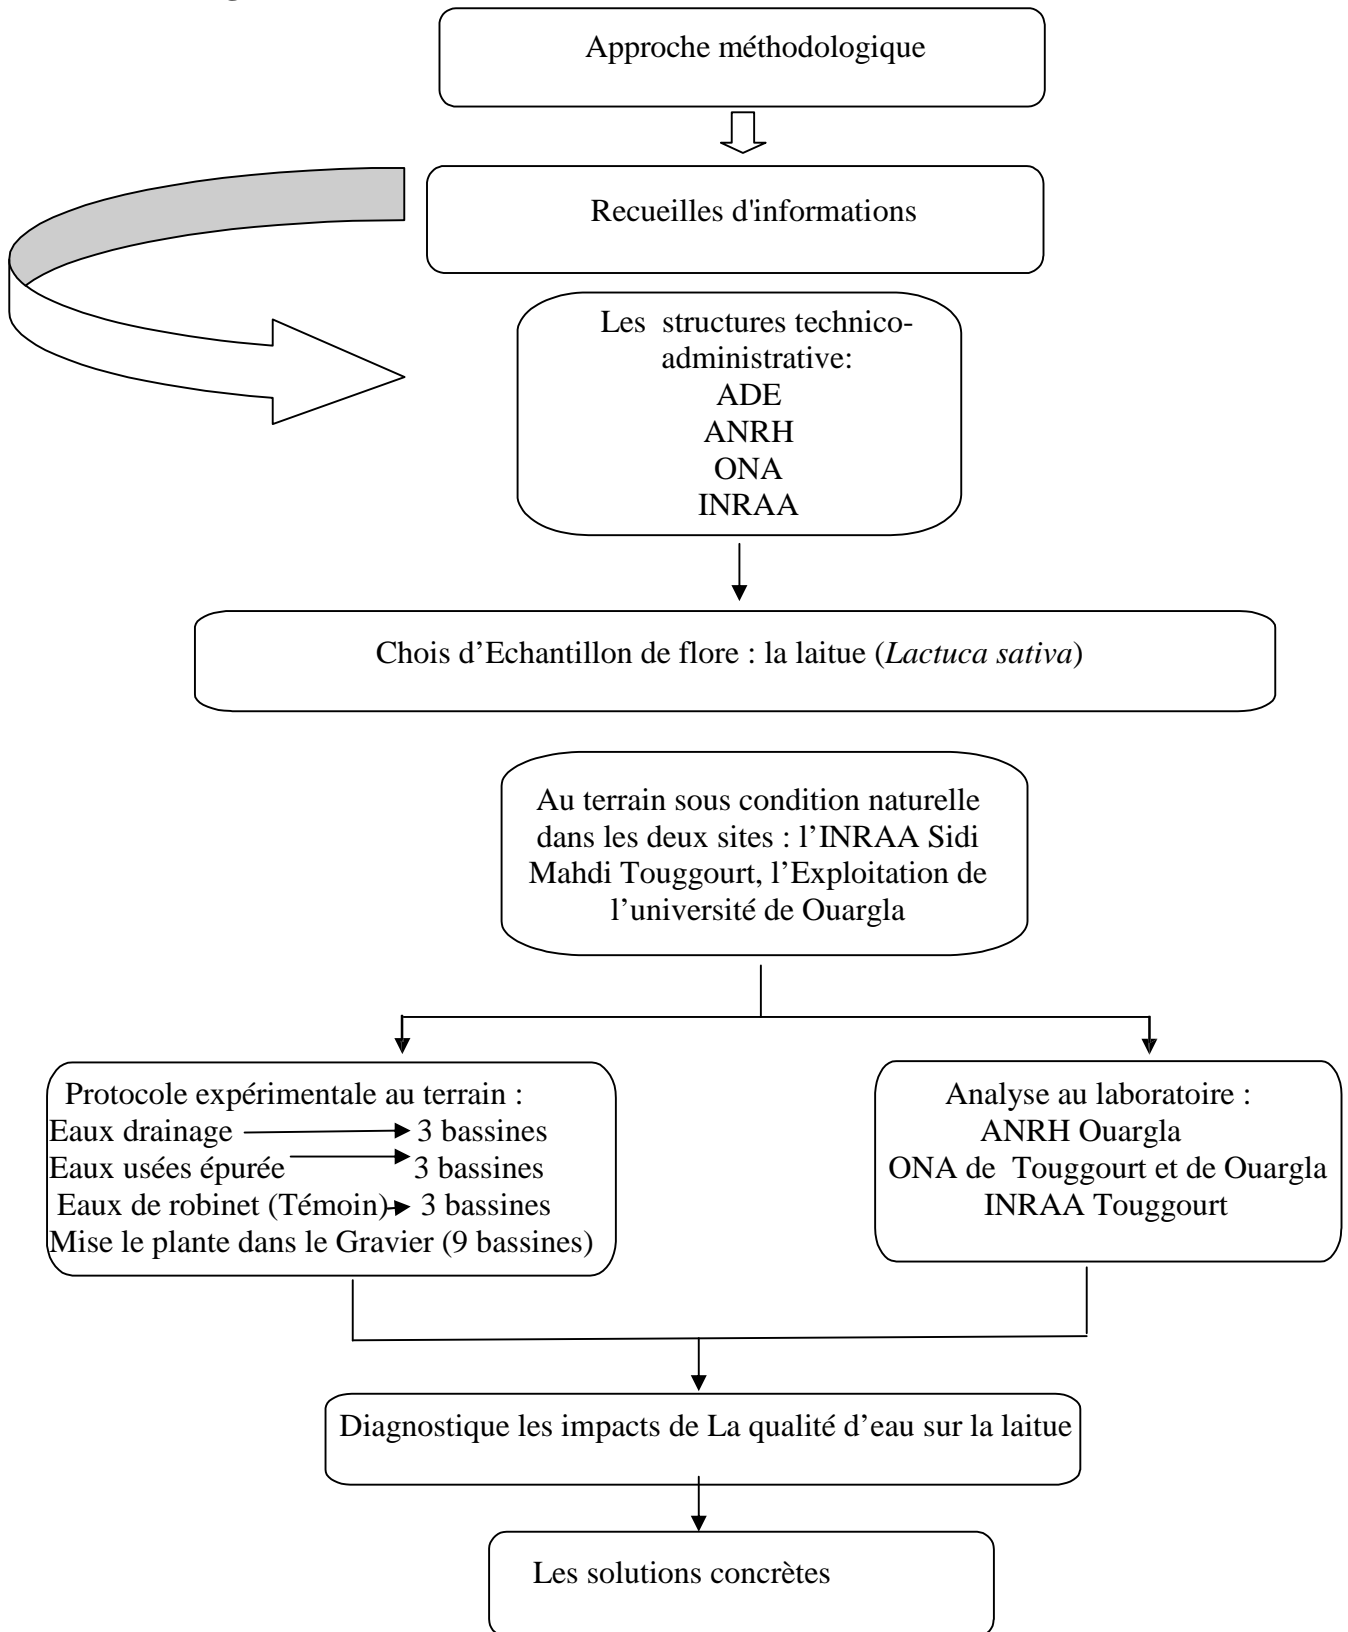 Approche méthodologique
Recueilles d'informations
Les structures technico-
administrative:
ADE
ANRH
ONA
INRAA
Chois d’Echantillon de flore : la laitue (Lactuca sativa)
Au terrain sous condition naturelle
dans les deux sites : l’INRAA Sidi
Mahdi Touggourt, l’Exploitation de
l’université de Ouargla
Protocole expérimentale au terrain :
Eaux drainage 3 bassines
Eaux usées épurée 3 bassines
Eaux de robinet (Témoin) 3 bassines
Mise le plante dans le Gravier (9 bassines)
Analyse au laboratoire :
ANRH Ouargla
ONA de Touggourt et de Ouargla
INRAA Touggourt
Diagnostique les impacts de La qualité d’eau sur la laitue
Les solutions concrètes